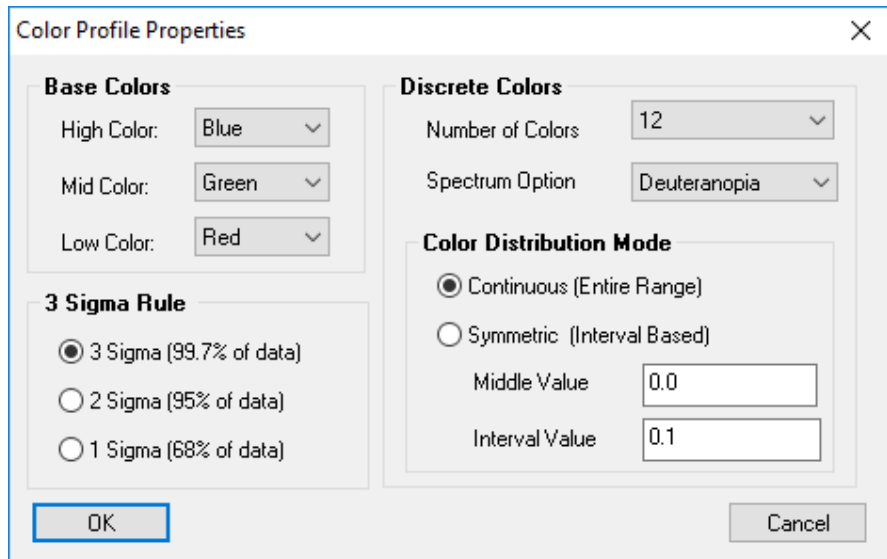 Color Profile Properties
Base Colors
High Color: Blue
Mid Color: Green
Low Color: Red
3 Sigma Rule
3 Sigma (99.7% of data)
2 Sigma (95% of data)
1 Sigma (68% of data)
Discrete Colors
Number of Colors 12
Spectrum Option Deuteranopia
Color Distribution Mode
Continuous (Entire Range)
Symmetric (Interval Based)
Middle Value 0.0
Interval Value 0.1
OK
Cancel